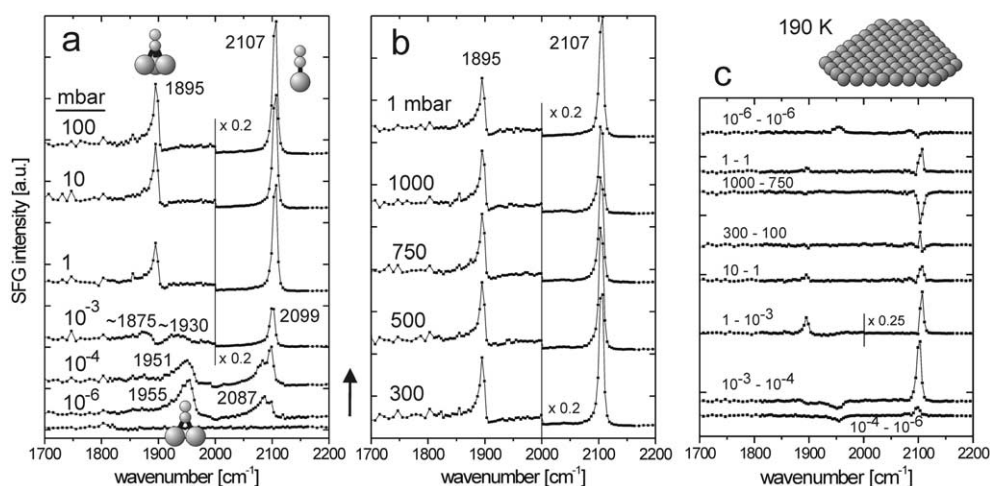 a
2107
1895
mbar
100
x 0.2
10
1
10-3
~1875
~1930
2099
10-4
1951
x 0.2
10-6
1955
2087
SFG intensity [a.u.]
1700 1800 1900 2000 2100 2200
wavenumber [cm-1]
b
2107
1895
1 mbar
x 0.2
1000
750
500
300
x 0.2
1700 1800 1900 2000 2100 2200
wavenumber [cm-1]
190 K
c
10-6 - 10-6
1 - 1
1000 - 750
300 - 100
10 - 1
1 - 10-3
x 0.25
10-3 - 10-4
10-4 - 10-6
1700 1800 1900 2000 2100 2200
wavenumber [cm-1]